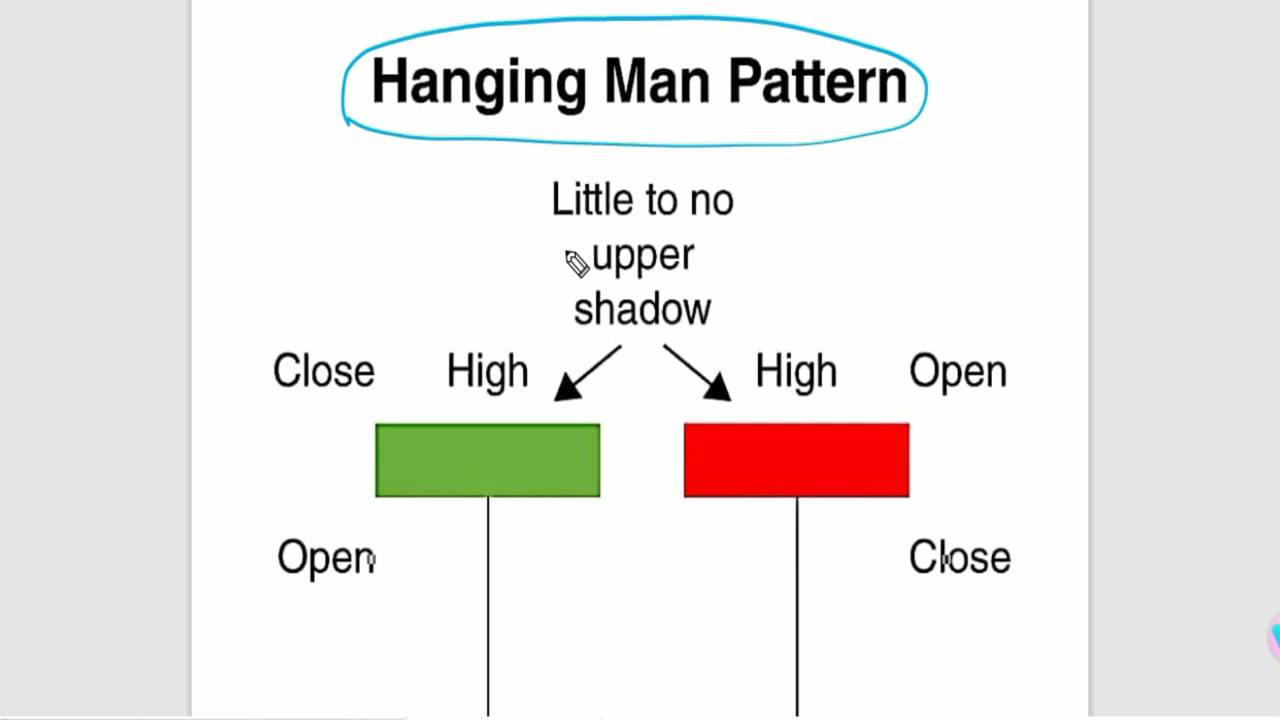 Hanging Man Pattern
Little to no
upper
shadow
Close High High Open
Open Close